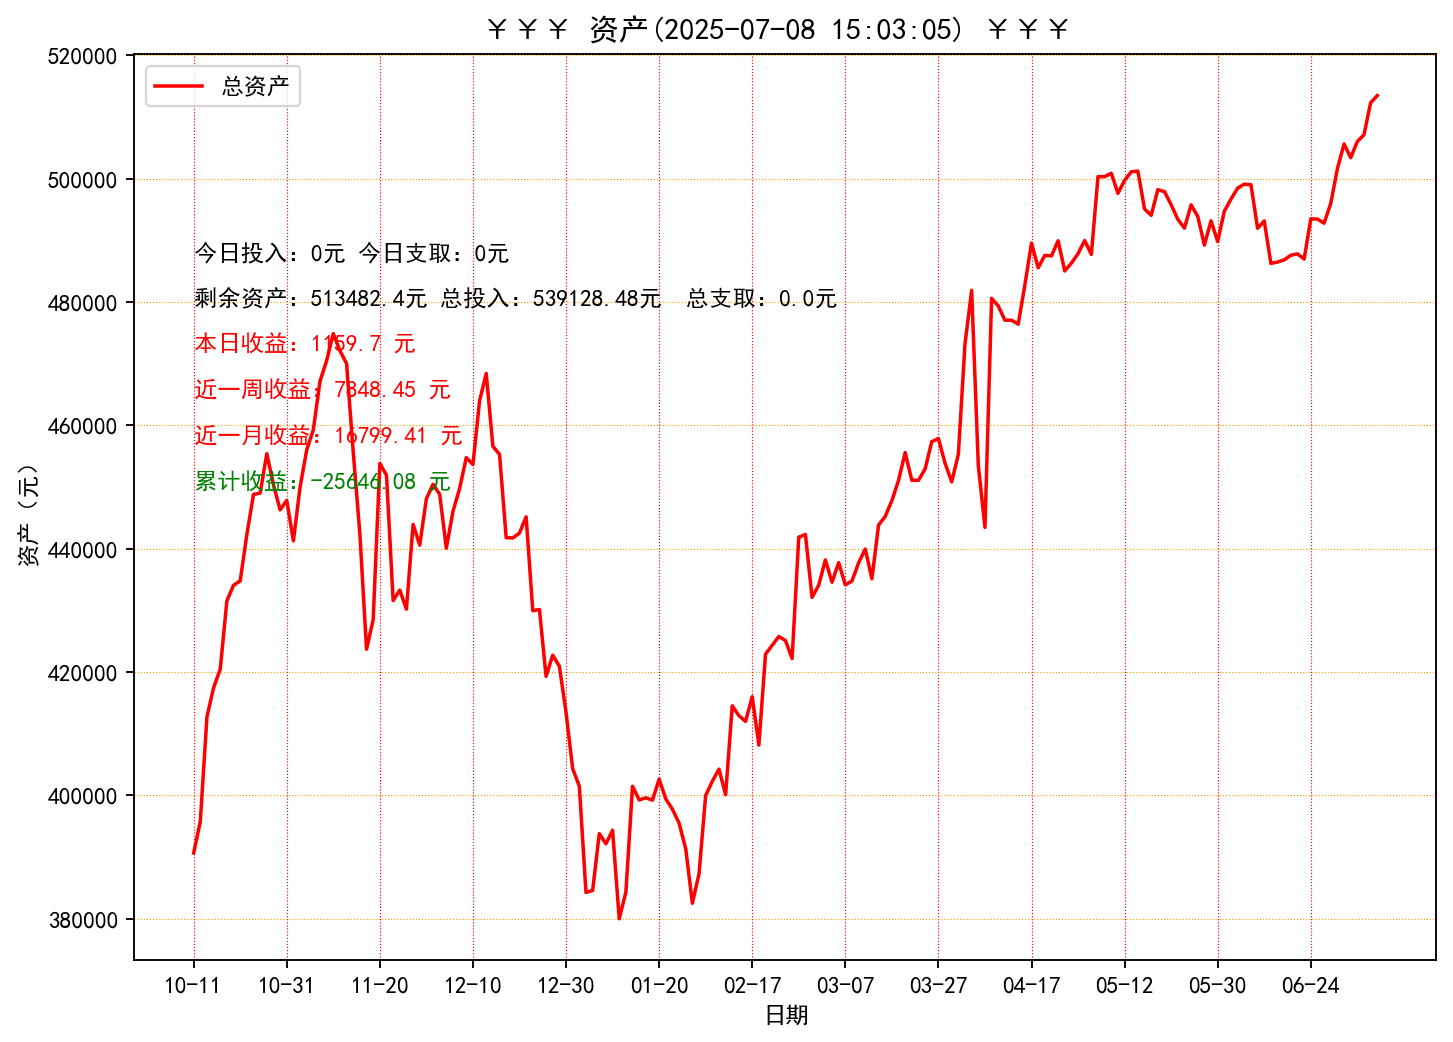 ￥￥￥ 资产(2025-07-08 15:03:05) ￥￥￥
520000
总资产
500000
今日投入：0元 今日支取：0元
480000
剩余资产：513482.4元 总投入：539128.48元  总支取：0.0元
本日收益：1159.7 元
近一周收益：7848.45 元
460000
近一月收益：16799.41 元
累计收益：-25646.08 元
资产（元）
440000
420000
400000
380000
10-11 10-31 11-20 12-10 12-30 01-20 02-17 03-07 03-27 04-17 05-12 05-30 06-24
日期